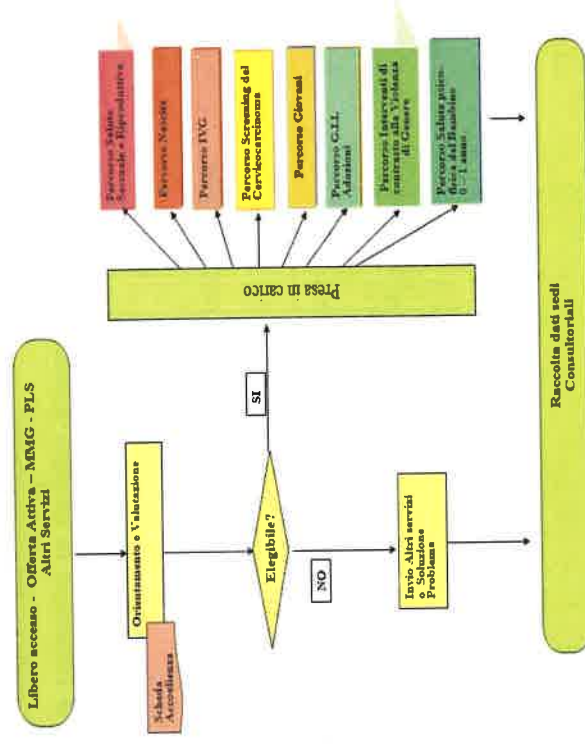 Libero accesso - Offerta Attiva – MMG - PLS
Altri Servizi
Scheda
Accoglienza
Orientamento e Valutazione
Elegibile?
SI
NO
Invio Altri servizi
o Soluzione
Problema
Presa in carico
Percorso Salute
Sessuale e Riproduttiva
Percorso Nascita
Percorso IVG
Percorso Screening del
Cervicocarcinoma
Percorso Giovani
Percorso G.I.L
Adozioni
Percorso Interventi di
contrasto alla Violenza
di Genere
Percorso Salute psico-
fisica del Bambino
0 – 1 anno
Raccolta dati sedi
Consultoriali